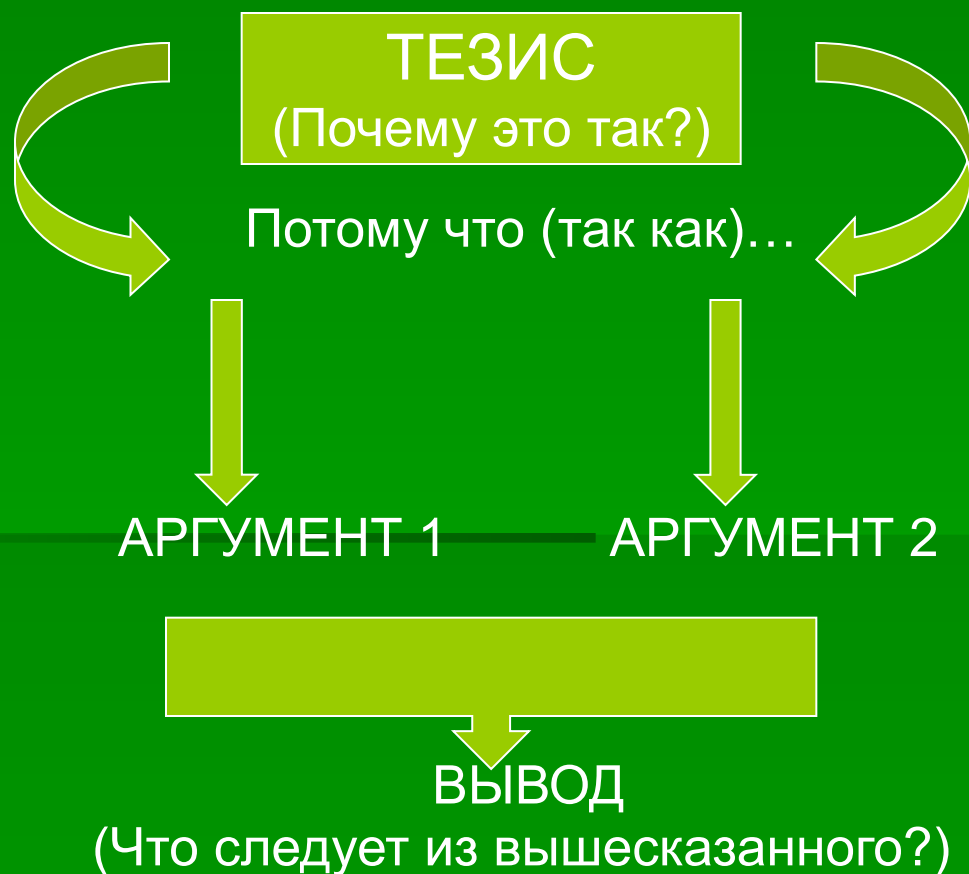 ТЕЗИС
(Почему это так?)
Потому что (так как)…
АРГУМЕНТ 1
АРГУМЕНТ 2
ВЫВОД
(Что следует из вышесказанного?)